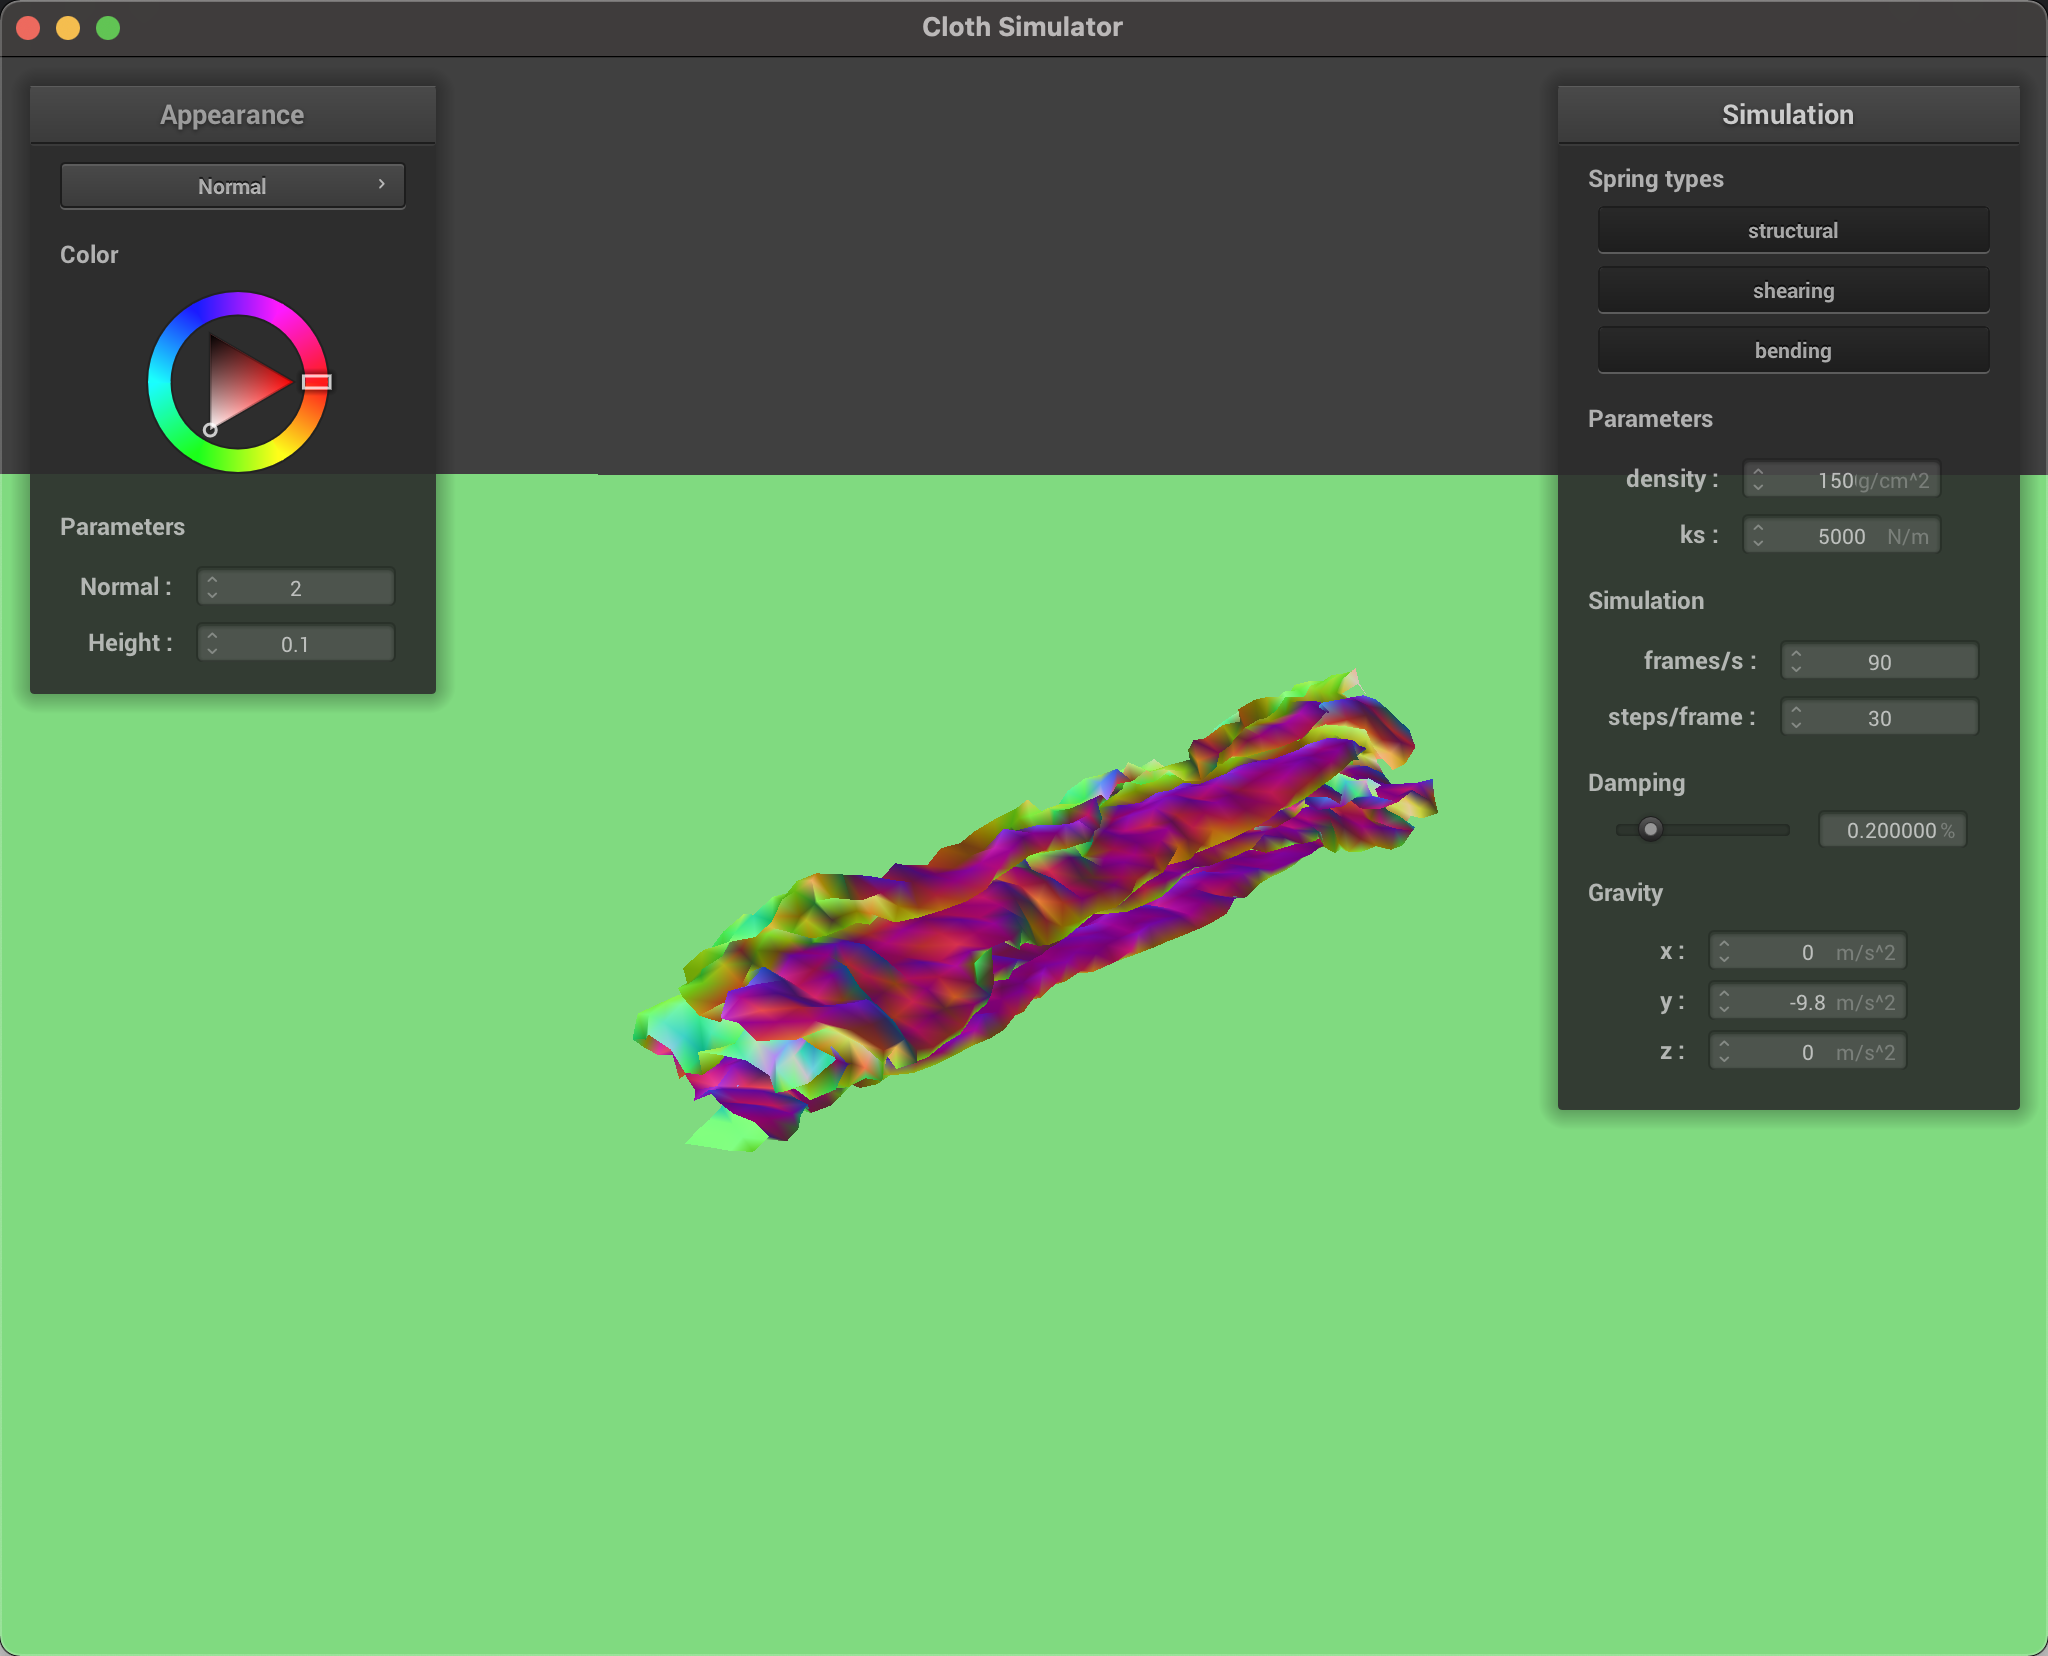 Cloth Simulator
Appearance
Normal
Color
Parameters
Normal : 2
Height : 0.1
Simulation
Spring types
structural
shearing
bending
Parameters
density : 150 g/cm^2
ks : 5000 N/m
Simulation
frames/s : 90
steps/frame : 30
Damping
0.200000 %
Gravity
x : 0 m/s^2
y : -9.8 m/s^2
z : 0 m/s^2